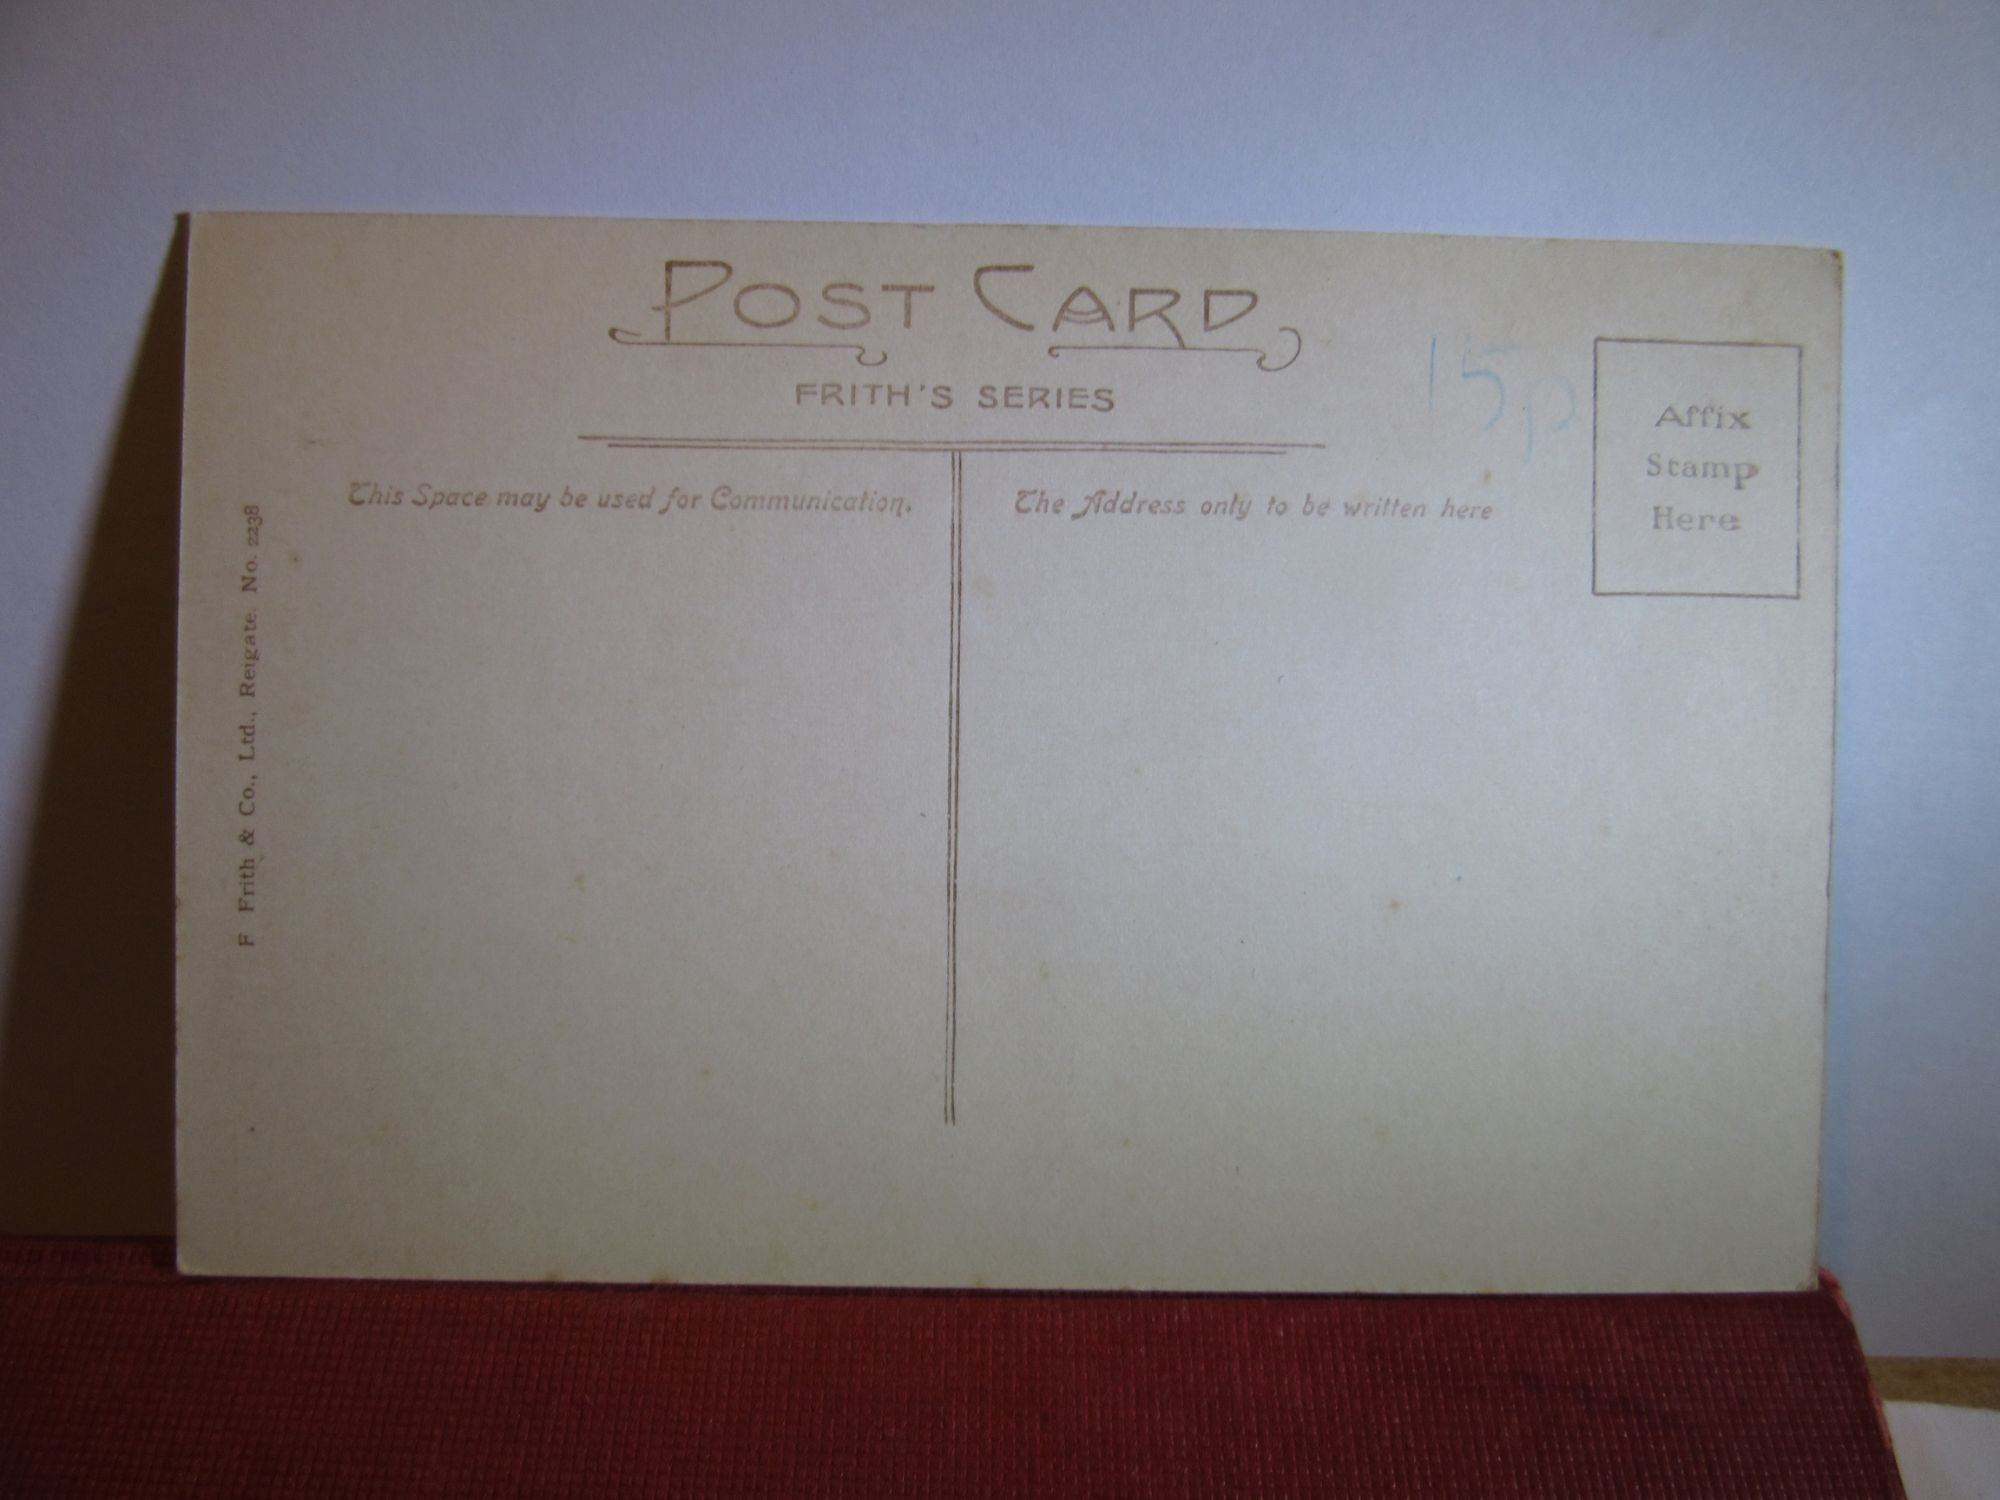 POST CARD
FRITH'S SERIES
15p
This Space may be used for Communication.
The Address only to be written here
Affix
Stamp
Here
F Frith & Co., Ltd., Reigate. No. 2238